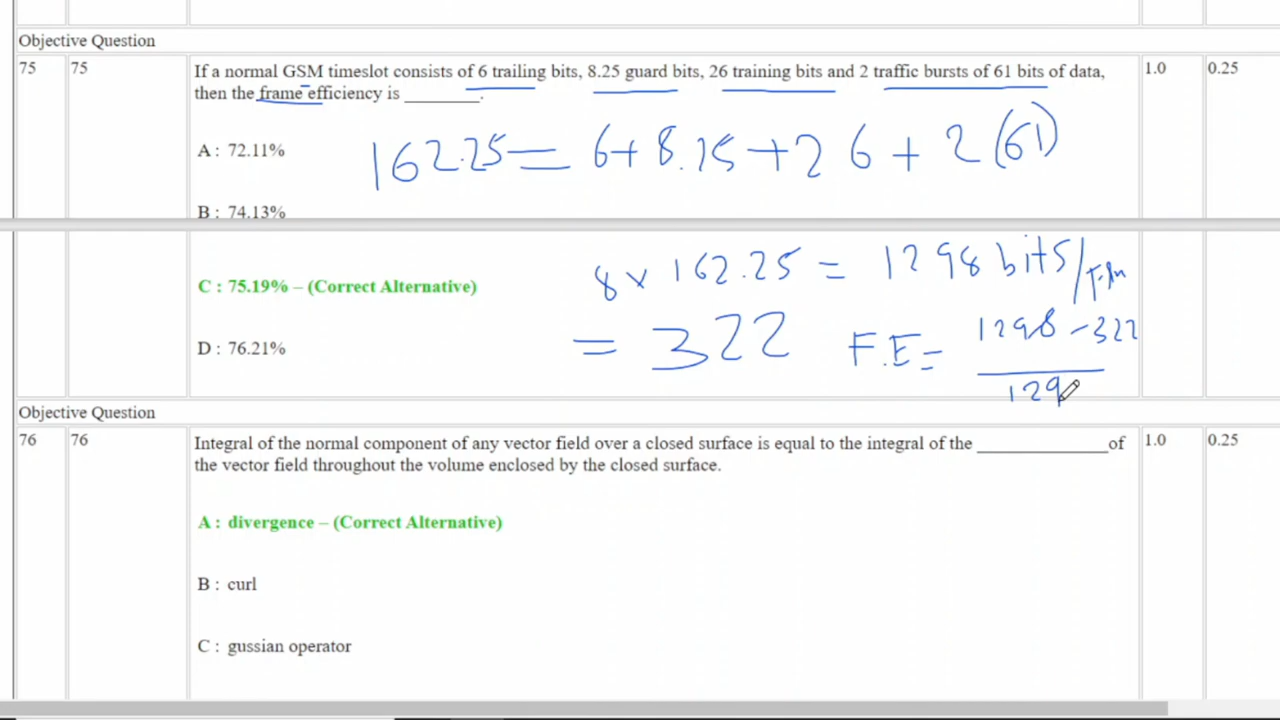 Objective Question
75 75 If a normal GSM timeslot consists of 6 trailing bits, 8.25 guard bits, 26 training bits and 2 traffic bursts of 61 bits of data, 1.0 0.25
then the frame efficiency is ________.
A : 72.11%
162.25 = 6+ 8.25 + 26 + 2 (61)
B : 74.13%
8 x 162.25 = 1298 bits/
C : 75.19% – (Correct Alternative)
= 322 F.E = 1298 - 322
D : 76.21%
129
Objective Question
76 76 Integral of the normal component of any vector field over a closed surface is equal to the integral of the ______________of 1.0 0.25
the vector field throughout the volume enclosed by the closed surface.
A : divergence – (Correct Alternative)
B : curl
C : gussian operator